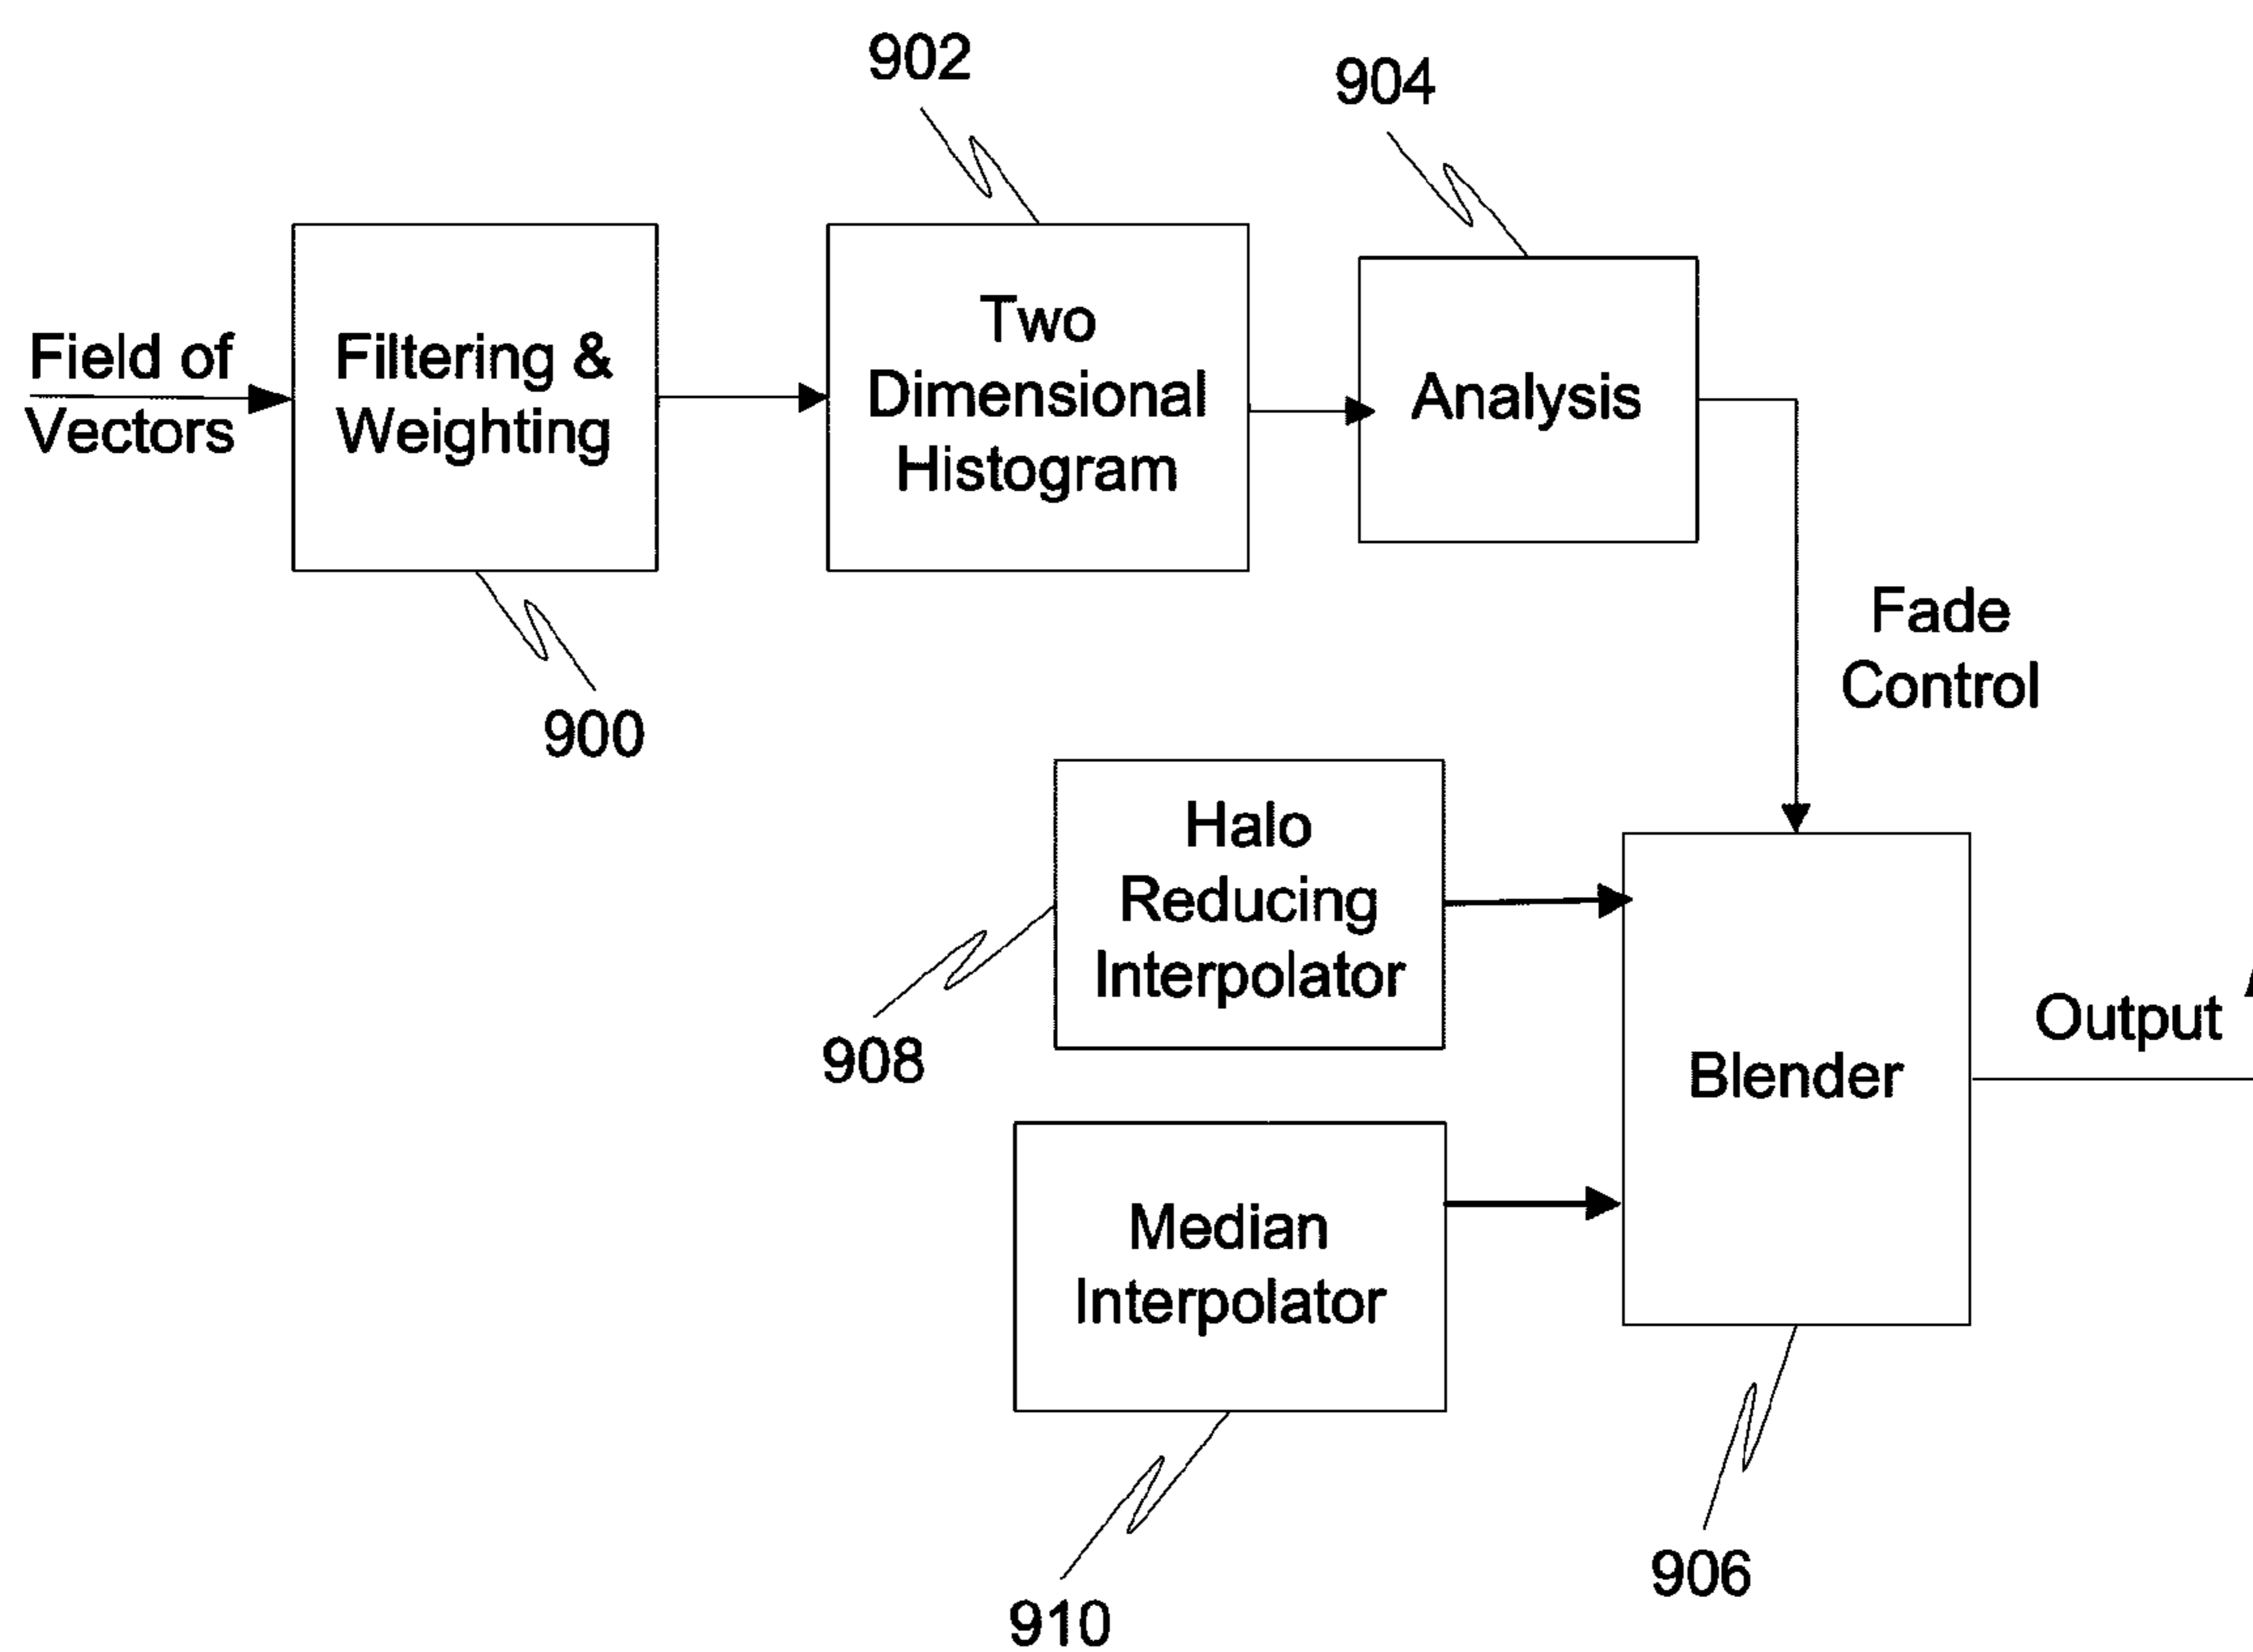 902
904
Field of
Vectors
Filtering &
Weighting
Two
Dimensional
Histogram
Analysis
900
Fade
Control
Halo
Reducing
Interpolator
908
Output
Blender
Median
Interpolator
906
910